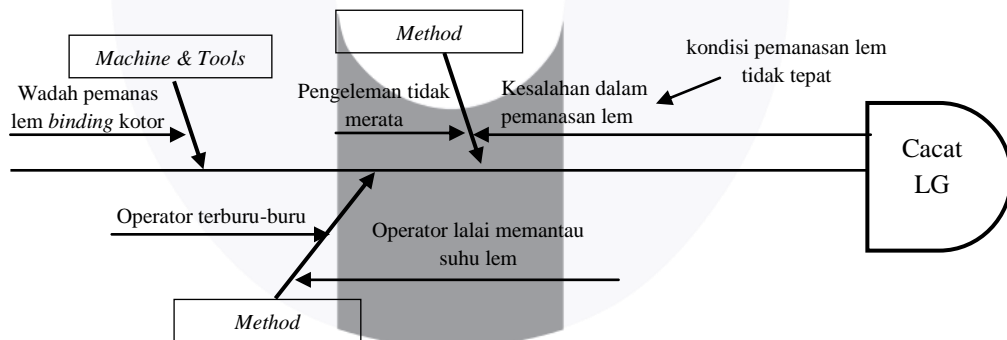 Method
kondisi pemanasan lem
tidak tepat
Machine & Tools
Wadah pemanas
lem binding kotor
Pengeleman tidak
merata
Kesalahan dalam
pemanasan lem
Cacat
LG
Operator terburu-buru
Operator lalai memantau
suhu lem
Method